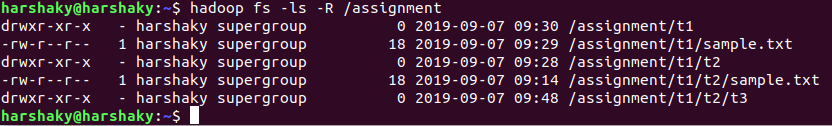 harshaky@harshaky:~$ hadoop fs -ls -R /assignment
drwxr-xr-x   - harshaky supergroup          0 2019-09-07 09:30 /assignment/t1
-rw-r--r--   1 harshaky supergroup         18 2019-09-07 09:29 /assignment/t1/sample.txt
drwxr-xr-x   - harshaky supergroup          0 2019-09-07 09:28 /assignment/t1/t2
-rw-r--r--   1 harshaky supergroup         18 2019-09-07 09:14 /assignment/t1/t2/sample.txt
drwxr-xr-x   - harshaky supergroup          0 2019-09-07 09:48 /assignment/t1/t2/t3
harshaky@harshaky:~$